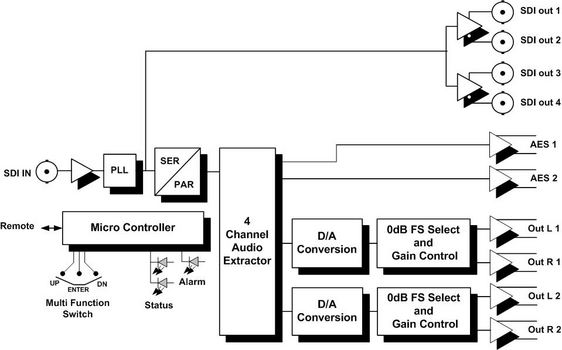 SDI out 1
SDI out 2
SDI out 3
SDI out 4
SDI IN
PLL
SER
PAR
4
Channel
Audio
Extractor
AES 1
AES 2
Remote
Micro Controller
UP
ENTER
DN
Multi Function
Switch
Status
Alarm
D/A
Conversion
0dB FS Select
and
Gain Control
Out L 1
Out R 1
D/A
Conversion
0dB FS Select
and
Gain Control
Out L 2
Out R 2